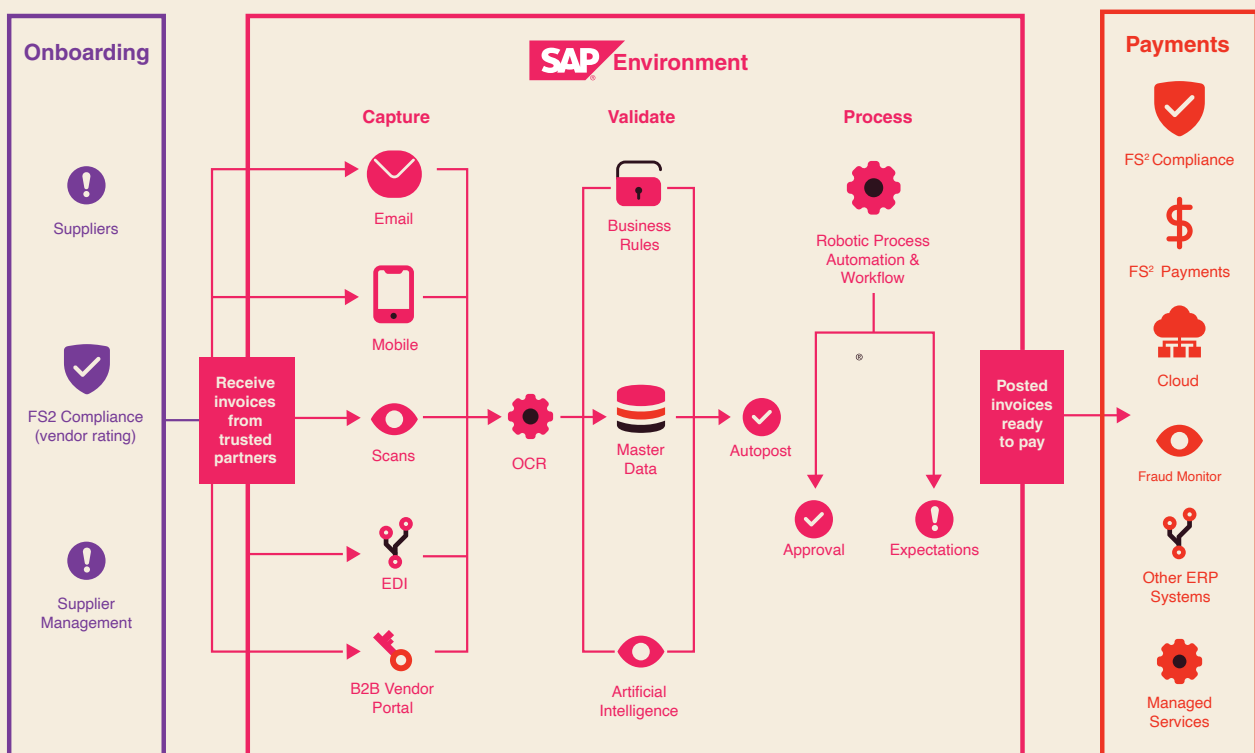 Onboarding
Suppliers
FS2 Compliance
(vendor rating)
Supplier
Management
Receive
invoices
from
trusted
partners
SAP® Environment
Capture
Email
Mobile
Scans
EDI
B2B Vendor
Portal
OCR
Validate
Business
Rules
Master
Data
Artificial
Intelligence
Autopost
Process
Robotic Process
Automation &
Workflow
®
Approval
Expectations
Posted
invoices
ready
to pay
Payments
FS² Compliance
FS² Payments
Cloud
Fraud Monitor
Other ERP
Systems
Managed
Services